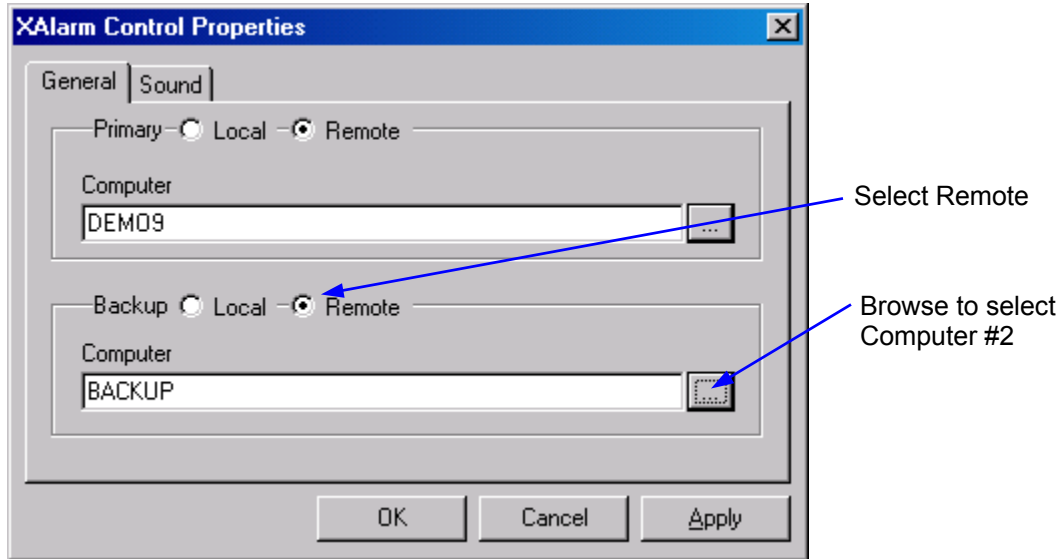 XAlarm Control Properties
General Sound
Primary Local Remote
Computer
DEMO9 ...
Select Remote
Backup Local Remote
Browse to select
Computer #2
Computer
BACKUP ...
OK Cancel Apply